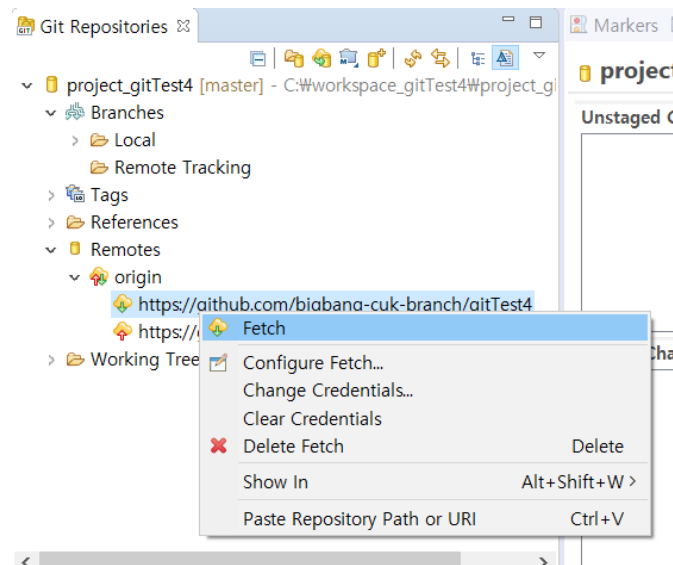 Git Repositories
Markers
project_gitTest4 [master] - C:₩workspace_gitTest4₩project_gi
project
Branches
Unstaged C
Local
Remote Tracking
Tags
References
Remotes
origin
https://github.com/bigbang-cuk-branch/gitTest4
https://g
Fetch
Working Tree
Configure Fetch...
Cha
Change Credentials...
Clear Credentials
Delete Fetch Delete
Show In Alt+Shift+W
Paste Repository Path or URI Ctrl+V